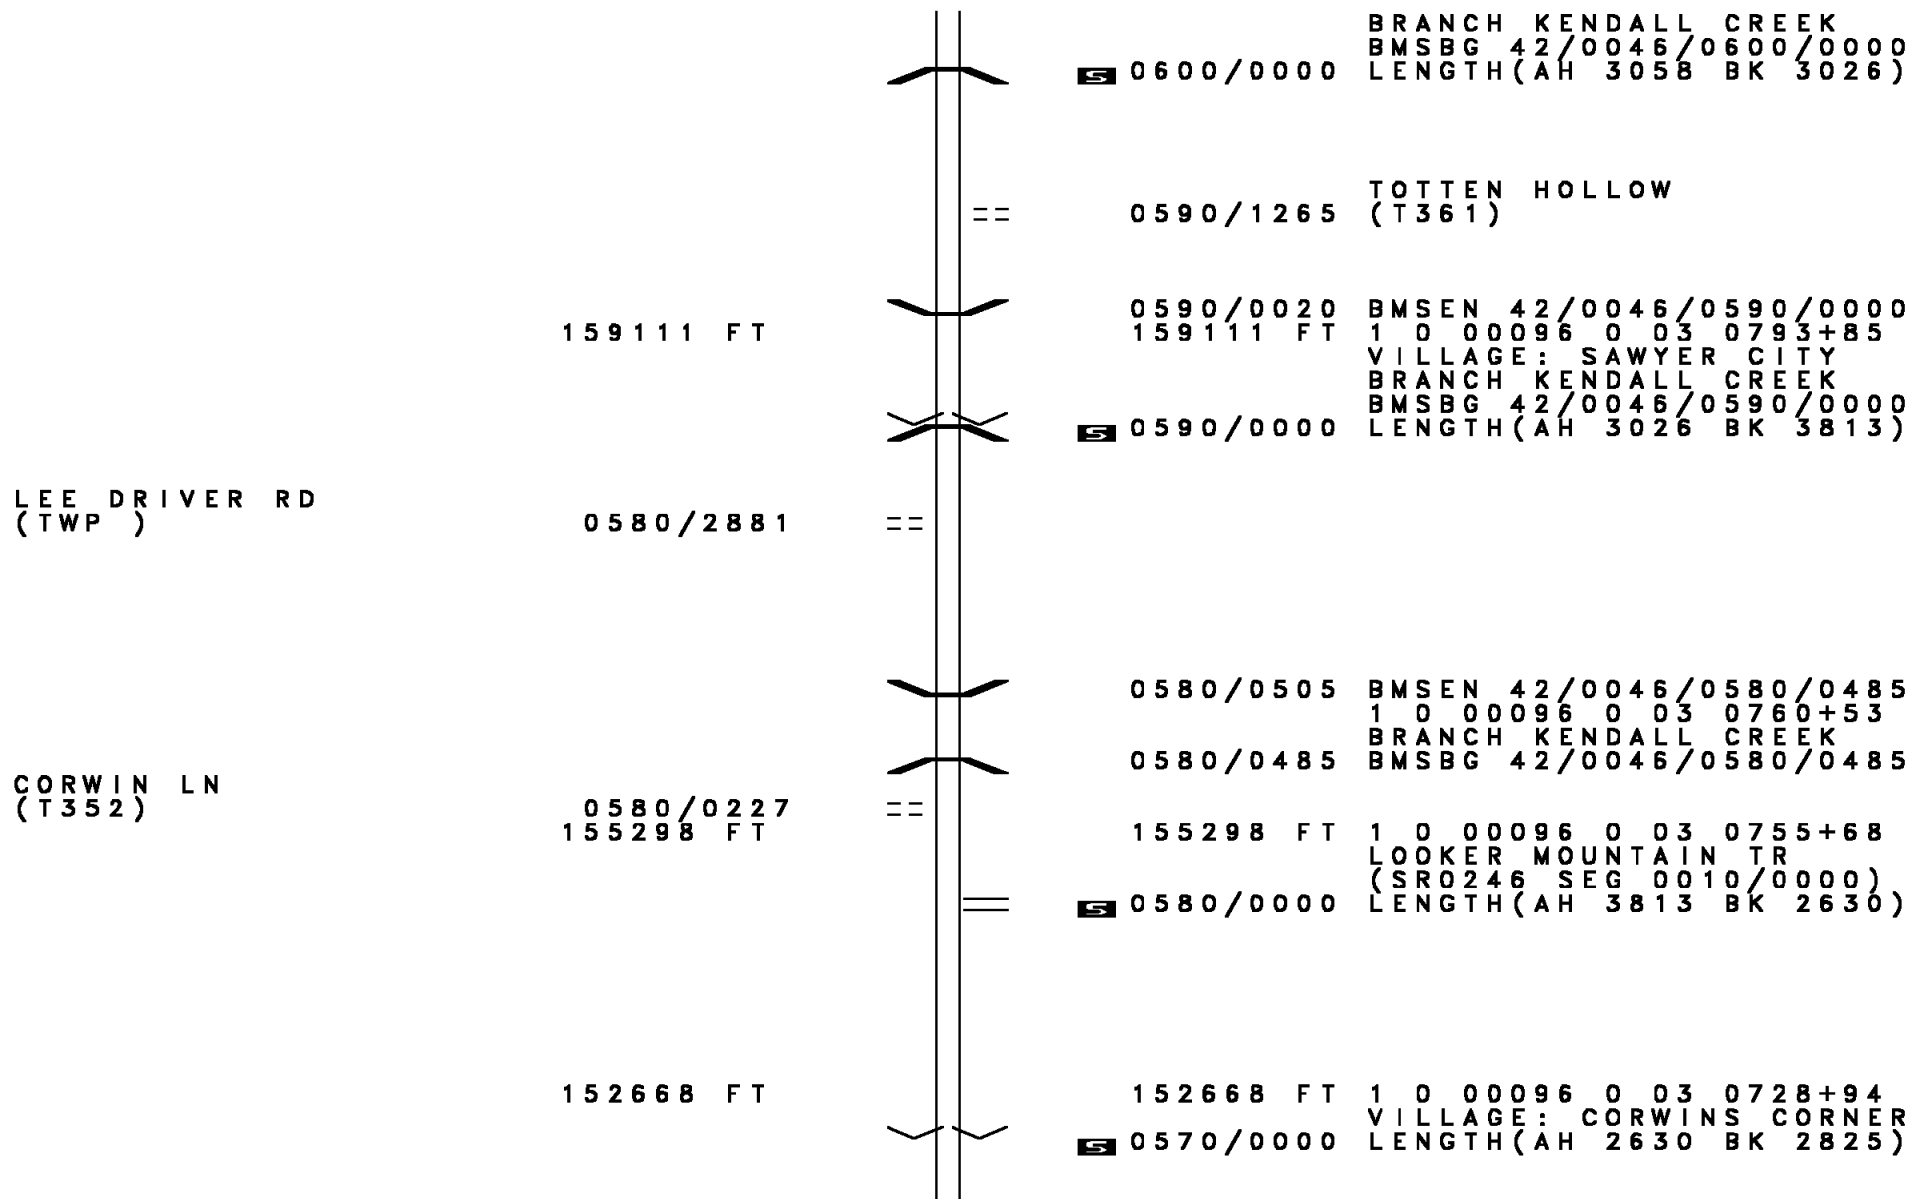 BRANCH KENDALL CREEK
BMSBG 42/0046/0600/0000
S 0600/0000 LENGTH(AH 3058 BK 3026)
TOTTEN HOLLOW
0590/1265 (T361)
0590/0020 BMSEN 42/0046/0590/0000
159111 FT 159111 FT 1 0 00096 0 03 0793+85
VILLAGE: SAWYER CITY
BRANCH KENDALL CREEK
BMSBG 42/0046/0590/0000
S 0590/0000 LENGTH(AH 3026 BK 3813)
LEE DRIVER RD
(TWP ) 0580/2881
0580/0505 BMSEN 42/0046/0580/0485
1 0 00096 0 03 0760+53
BRANCH KENDALL CREEK
0580/0485 BMSBG 42/0046/0580/0485
CORWIN LN
(T352) 0580/0227
155298 FT 155298 FT 1 0 00096 0 03 0755+68
LOOKER MOUNTAIN TR
(SR0246 SEG 0010/0000)
S 0580/0000 LENGTH(AH 3813 BK 2630)
152668 FT 152668 FT 1 0 00096 0 03 0728+94
VILLAGE: CORWINS CORNER
S 0570/0000 LENGTH(AH 2630 BK 2825)